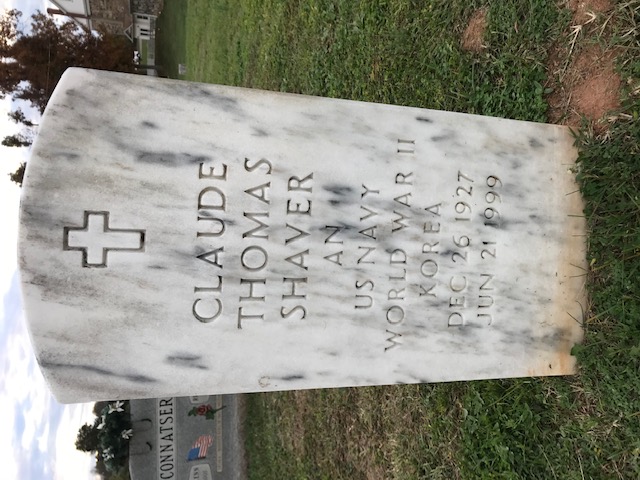 CLAUDE
THOMAS
SHAVER
AN
US NAVY
WORLD WAR II
KOREA
DEC 26 1927
JUN 21 1999
CONNATSER